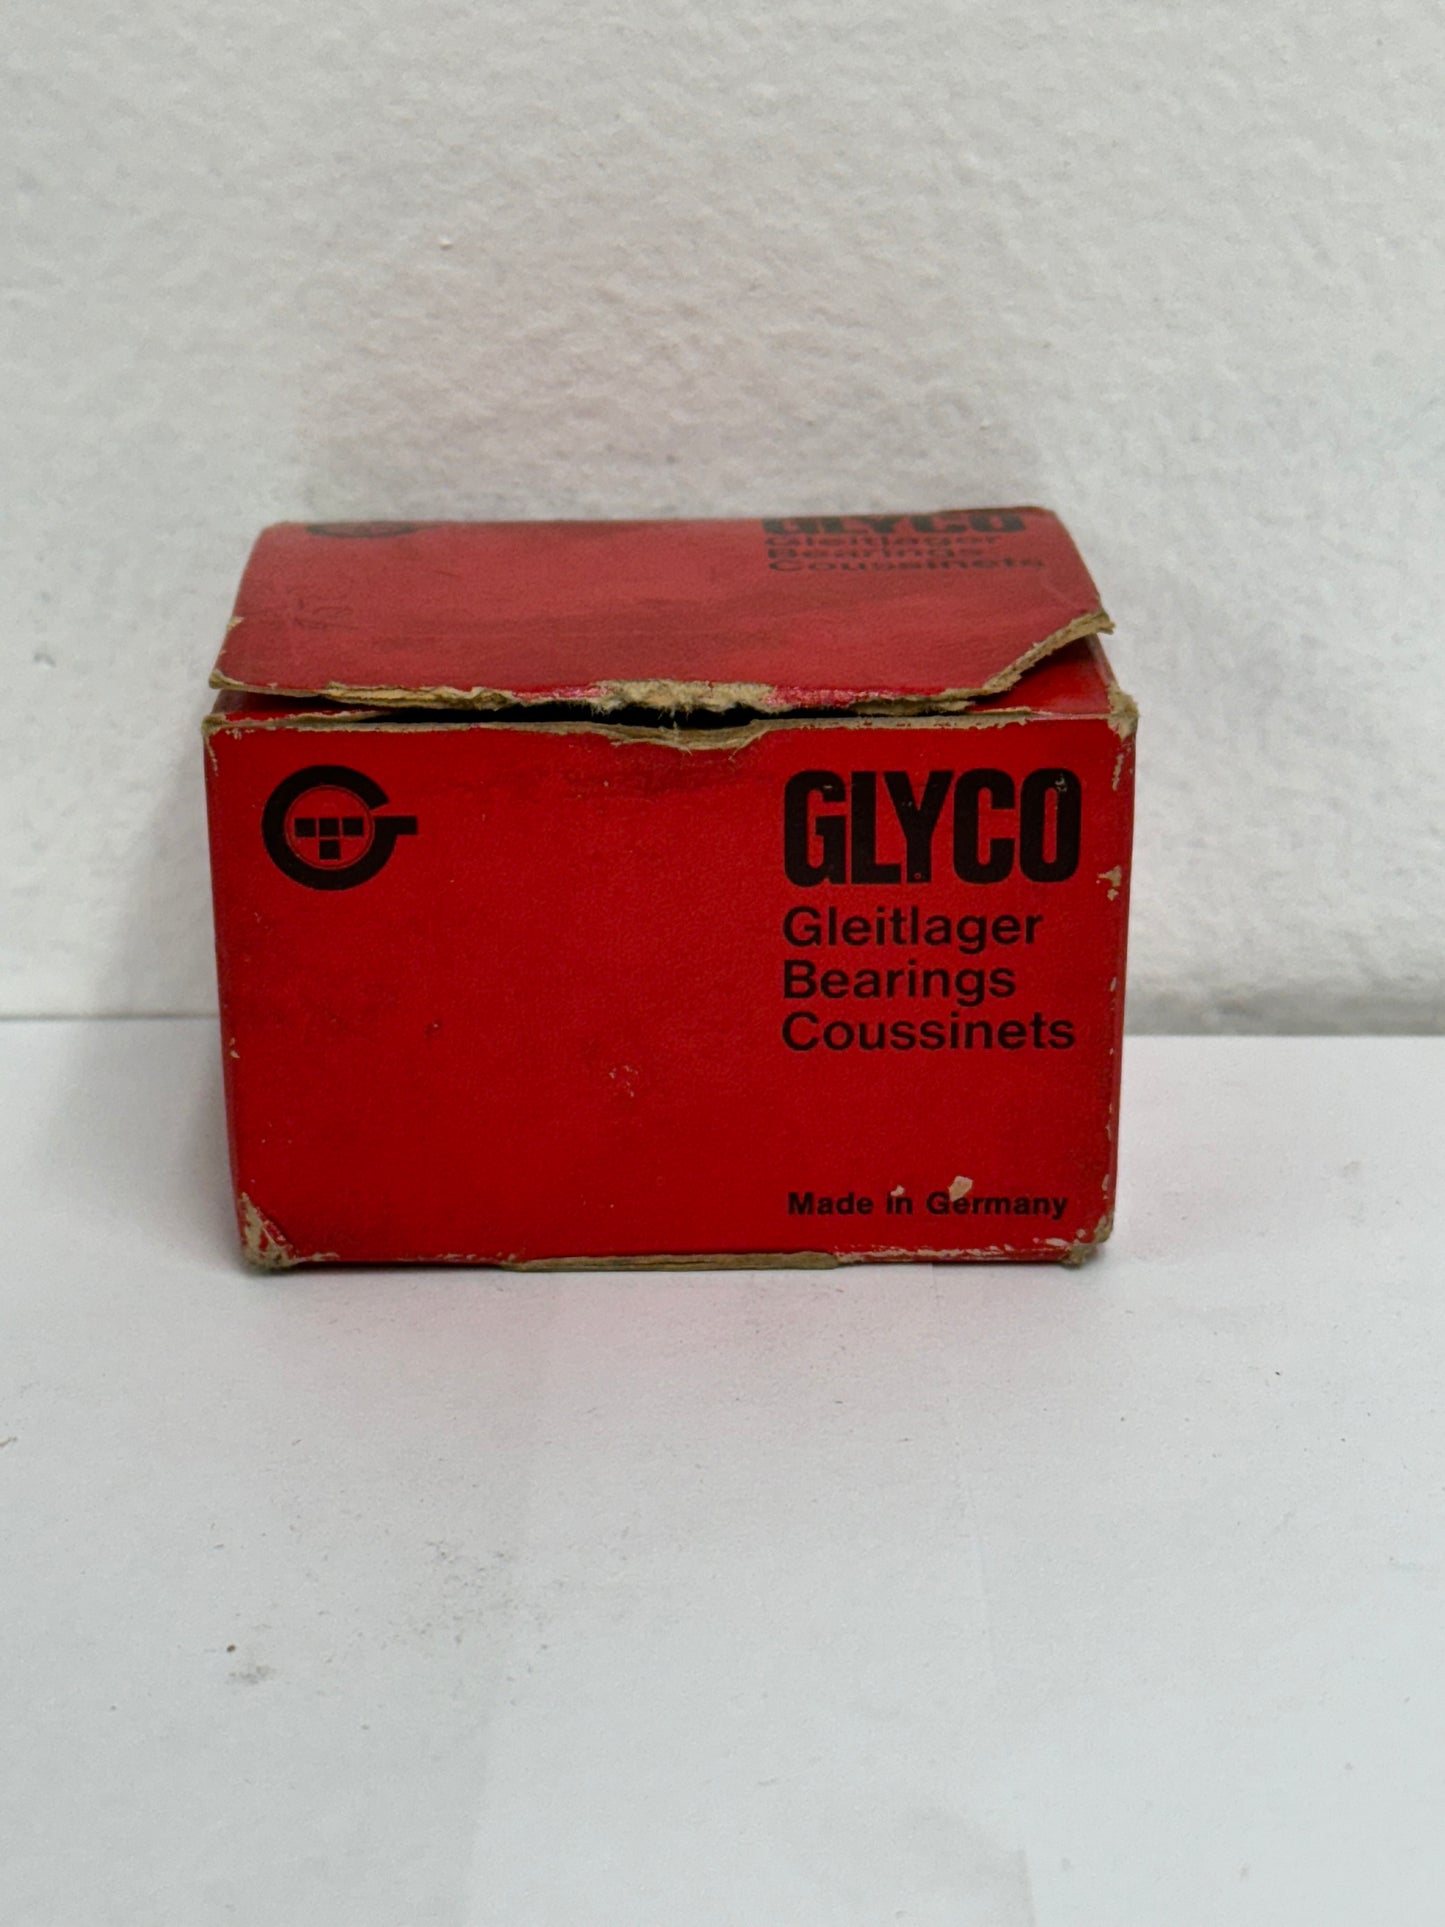 GLYCO
Gleitlager
Bearings
Coussinets
GLYCO
Gleitlager
Bearings
Coussinets
Made in Germany